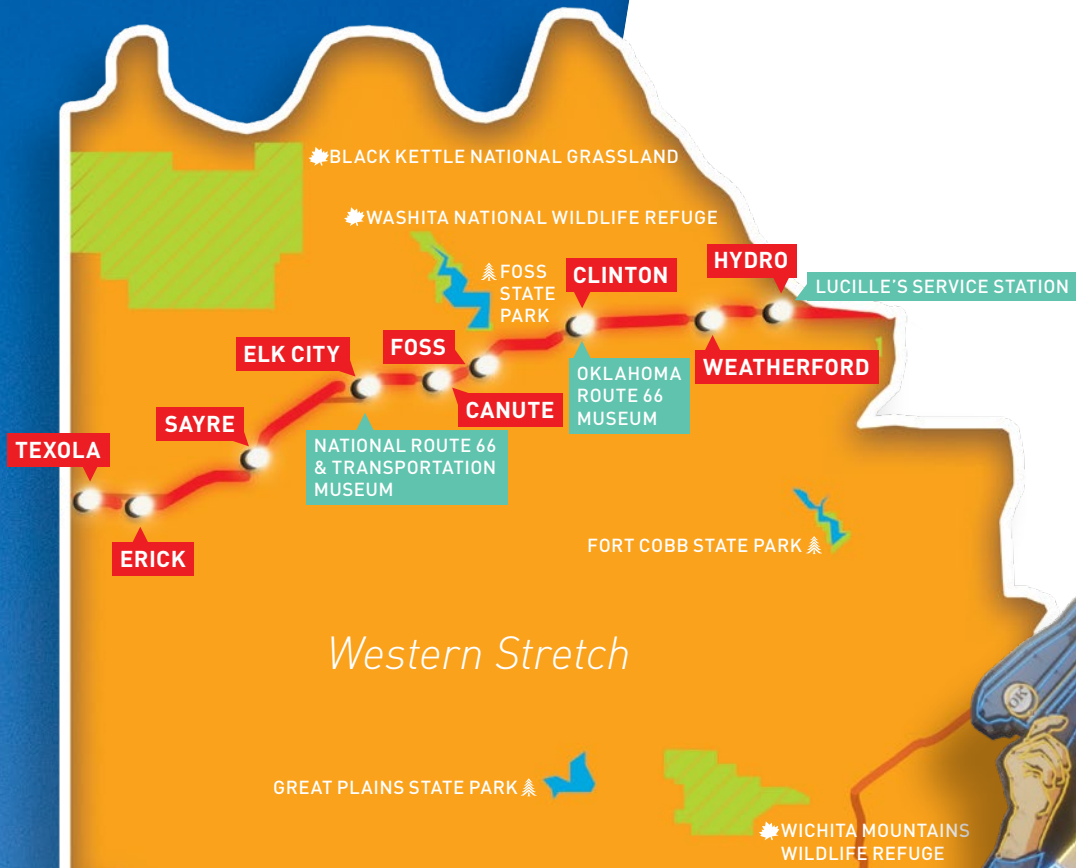 BLACK KETTLE NATIONAL GRASSLAND
WASHITA NATIONAL WILDLIFE REFUGE
FOSS
STATE
PARK
CLINTON
HYDRO
LUCILLE'S SERVICE STATION
ELK CITY
FOSS
CANUTE
WEATHERFORD
OKLAHOMA
ROUTE 66
MUSEUM
SAYRE
TEXOLA
NATIONAL ROUTE 66
& TRANSPORTATION
MUSEUM
ERICK
FORT COBB STATE PARK
Western Stretch
OK
GREAT PLAINS STATE PARK
WICHITA MOUNTAINS
WILDLIFE REFUGE